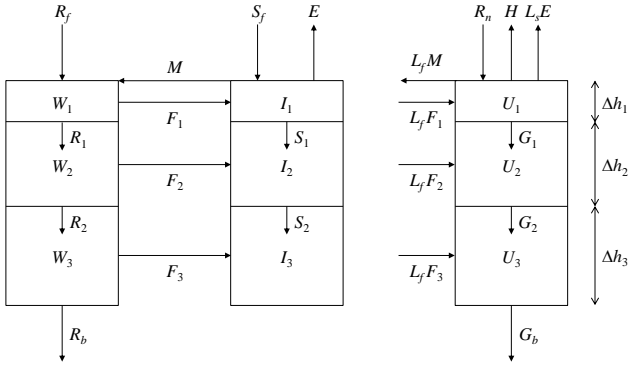 R_f S_f E R_n H L_sE
M L_fM
W_1 I_1 U_1 Δh_1
F_1 L_fF_1
R_1 S_1 G_1
W_2 I_2 U_2 Δh_2
F_2 L_fF_2
R_2 S_2 G_2
W_3 I_3 U_3 Δh_3
F_3 L_fF_3
R_b G_b